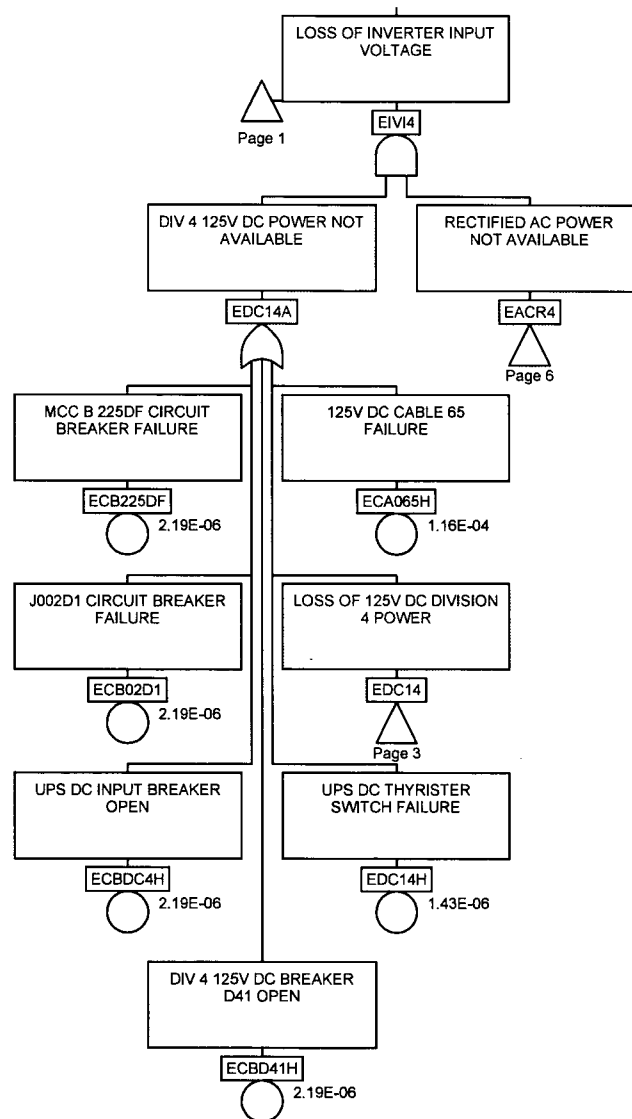 LOSS OF INVERTER INPUT
VOLTAGE
Page 1
EIVI4
DIV 4 125V DC POWER NOT
AVAILABLE
EDC14A
RECTIFIED AC POWER
NOT AVAILABLE
EACR4
Page 6
MCC B 225DF CIRCUIT
BREAKER FAILURE
ECB225DF
2.19E-06
125V DC CABLE 65
FAILURE
ECA065H
1.16E-04
J002D1 CIRCUIT BREAKER
FAILURE
ECB02D1
2.19E-06
LOSS OF 125V DC DIVISION
4 POWER
EDC14
Page 3
UPS DC INPUT BREAKER
OPEN
ECBDC4H
2.19E-06
UPS DC THYRISTER
SWITCH FAILURE
EDC14H
1.43E-06
DIV 4 125V DC BREAKER
D41 OPEN
ECBD41H
2.19E-06